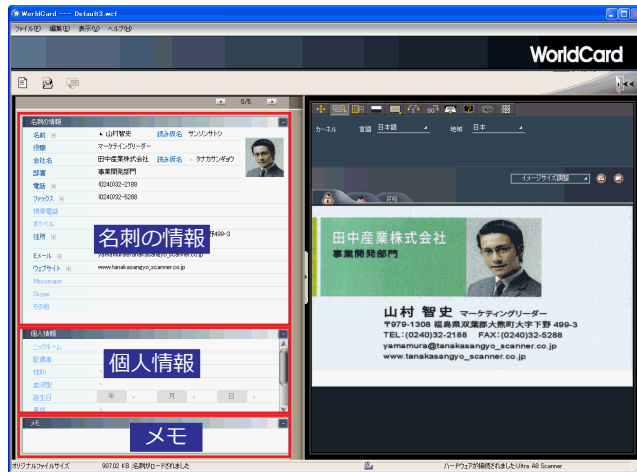 WorldCard --- Default3.wcf
ファイル(F) 編集(E) 表示(V) ヘルプ(H)
WorldCard
5/5
名刺の情報
名前 山村智史 読み仮名 サンソンサトシ
役職 マーケティングリーダー
会社名 田中産業株式会社 読み仮名 タナカサンギョウ
部署 事業開発部門
電話 (0240)32-2188
ファックス (0240)32-5288
携帯電話
ポケベル
住所 499-3
名刺の情報
Eメール yamamura@tanakasangyo_scanner.co.jp
ウェブサイト www.tanakasangyo_scanner.co.jp
Messenger
Skype
その他
個人情報
ニックネーム
配偶者
個人情報
性別
血液型
誕生日 年 月 日
メモ
メモ
オリジナルファイルサイズ 907.02 KB :名刺がロードされました
カーネル 言語 日本語 地域 日本
イメージサイズ調整
田中産業株式会社
事業開発部門
山村 智史 マーケティングリーダー
〒979-1308 福島県双葉郡大熊町大字下野 499-3
TEL:(0240)32-2188 FAX:(0240)32-5288
yamamura@tanakasangyo_scanner.co.jp
www.tanakasangyo_scanner.co.jp
ハードウェアが接続されました:Ultra A8 Scanner